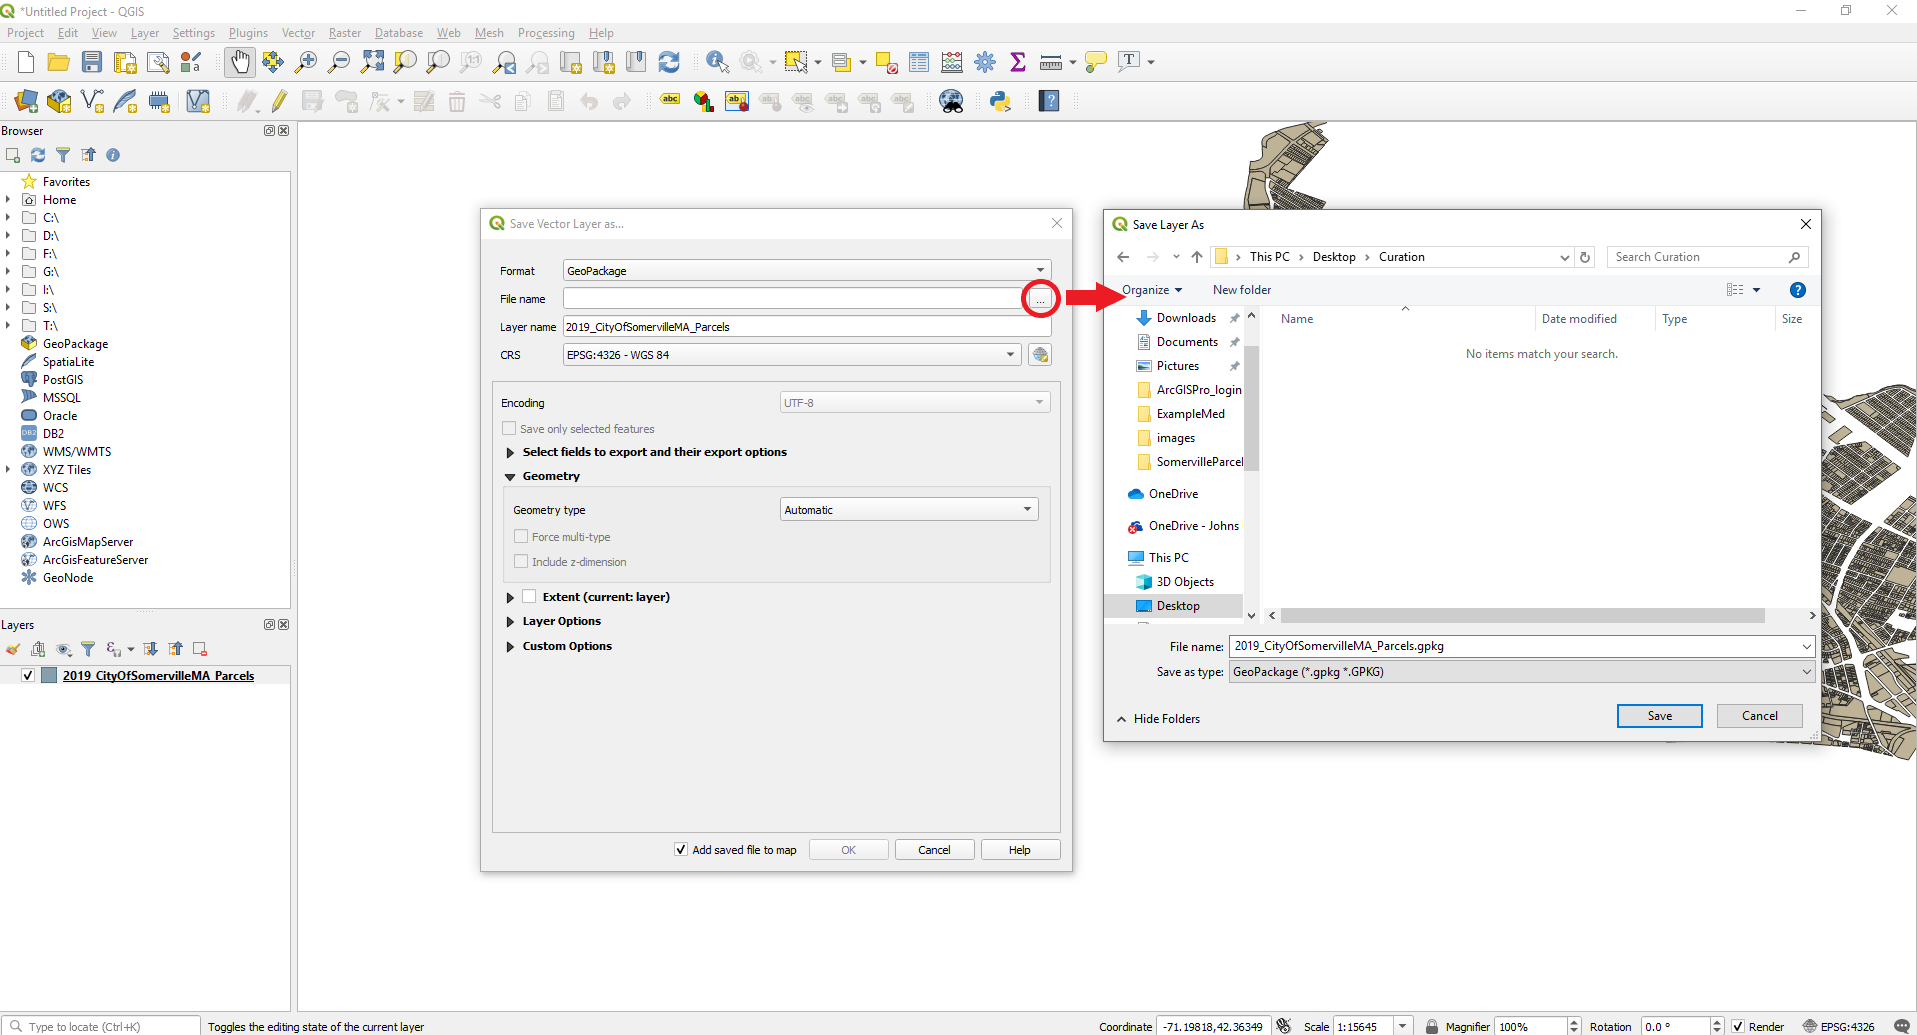 *Untitled Project - QGIS
Project Edit View Layer Settings Plugins Vector Raster Database Web Mesh Processing Help
Browser
Favorites
Home
C:\
D:\
F:\
G:\
I:\
S:\
T:\
GeoPackage
SpatiaLite
PostGIS
MSSQL
Oracle
DB2
WMS/WMTS
XYZ Tiles
WCS
WFS
OWS
ArcGisMapServer
ArcGisFeatureServer
GeoNode
Layers
2019_CityOfSomervilleMA_Parcels
Save Vector Layer as...
Format GeoPackage
File name ...
Layer name 2019_CityOfSomervilleMA_Parcels
CRS EPSG:4326 - WGS 84
Encoding UTF-8
Save only selected features
Select fields to export and their export options
Geometry
Geometry type Automatic
Force multi-type
Include z-dimension
Extent (current: layer)
Layer Options
Custom Options
Add saved file to map OK Cancel Help
Save Layer As
This PC > Desktop > Curation Search Curation
Organize New folder
Name Date modified Type Size
No items match your search.
Downloads
Documents
Pictures
ArcGISPro_login
ExampleMed
images
SomervilleParcel
OneDrive
OneDrive - Johns
This PC
3D Objects
Desktop
File name: 2019_CityOfSomervilleMA_Parcels.gpkg
Save as type: GeoPackage (*.gpkg *.GPKG)
Hide Folders Save Cancel
Type to locate (Ctrl+K) Toggles the editing state of the current layer Coordinate -71.19818,42.36349 Scale 1:15645 Magnifier 100% Rotation 0.0 ° Render EPSG:4326